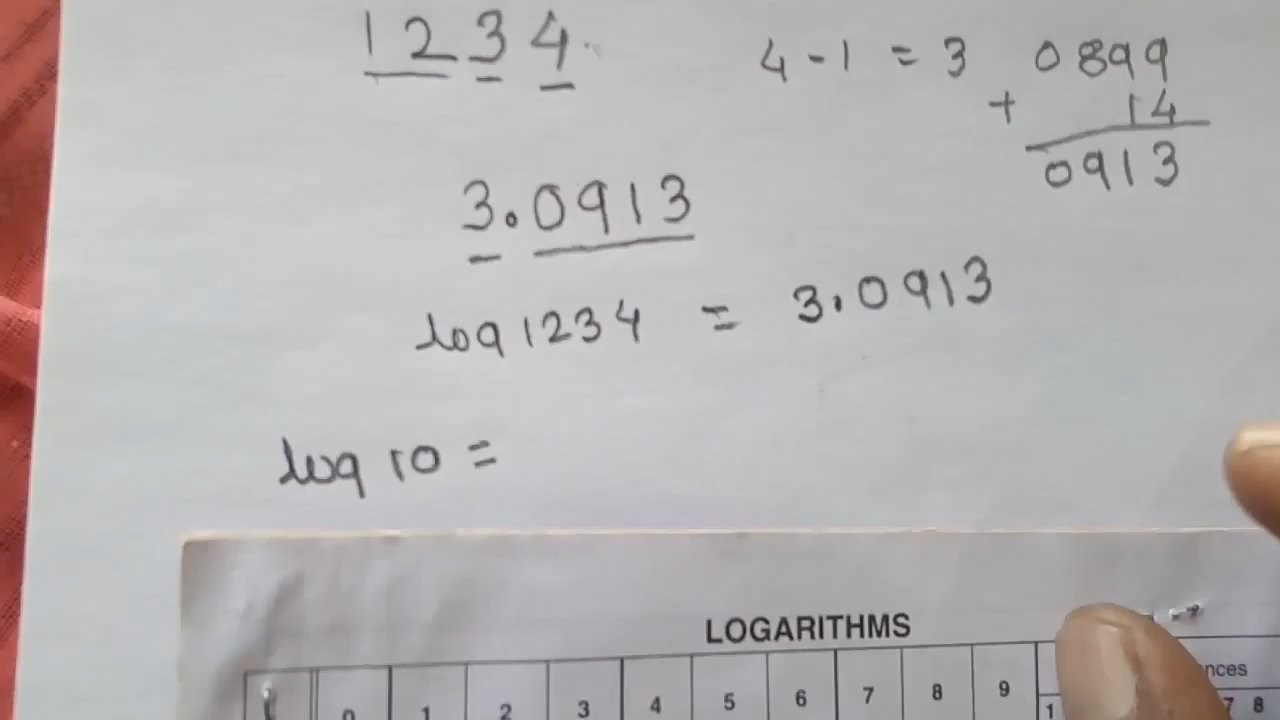 1234.
4-1 = 3
0899
+ 14
0913
3.0913
log 1234 = 3.0913
log 10 =
LOGARITHMS
0 1 2 3 4 5 6 7 8 9
nces
1 7 8